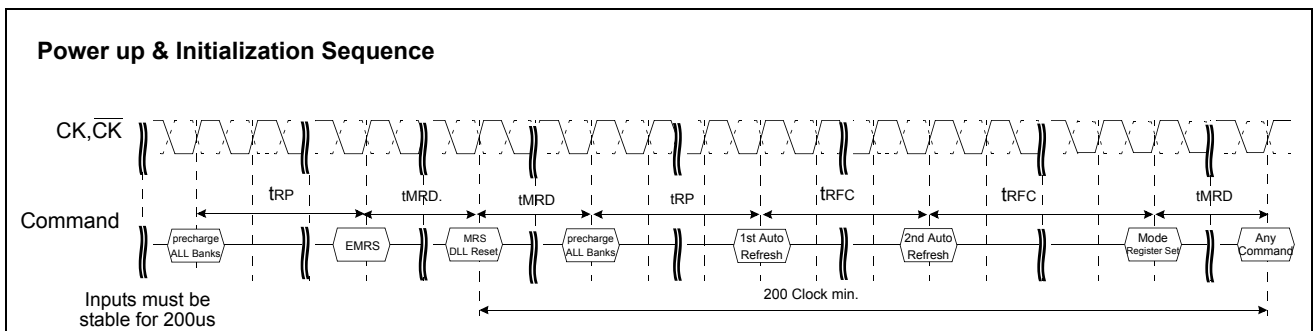 Power up & Initialization Sequence
CK,CK
tRP
tMRD.
tMRD
tRP
tRFC
tRFC
tMRD
Command
precharge
ALL Banks
EMRS
MRS
DLL Reset
precharge
ALL Banks
1st Auto
Refresh
2nd Auto
Refresh
Mode
Register Set
Any
Command
200 Clock min.
Inputs must be
stable for 200us